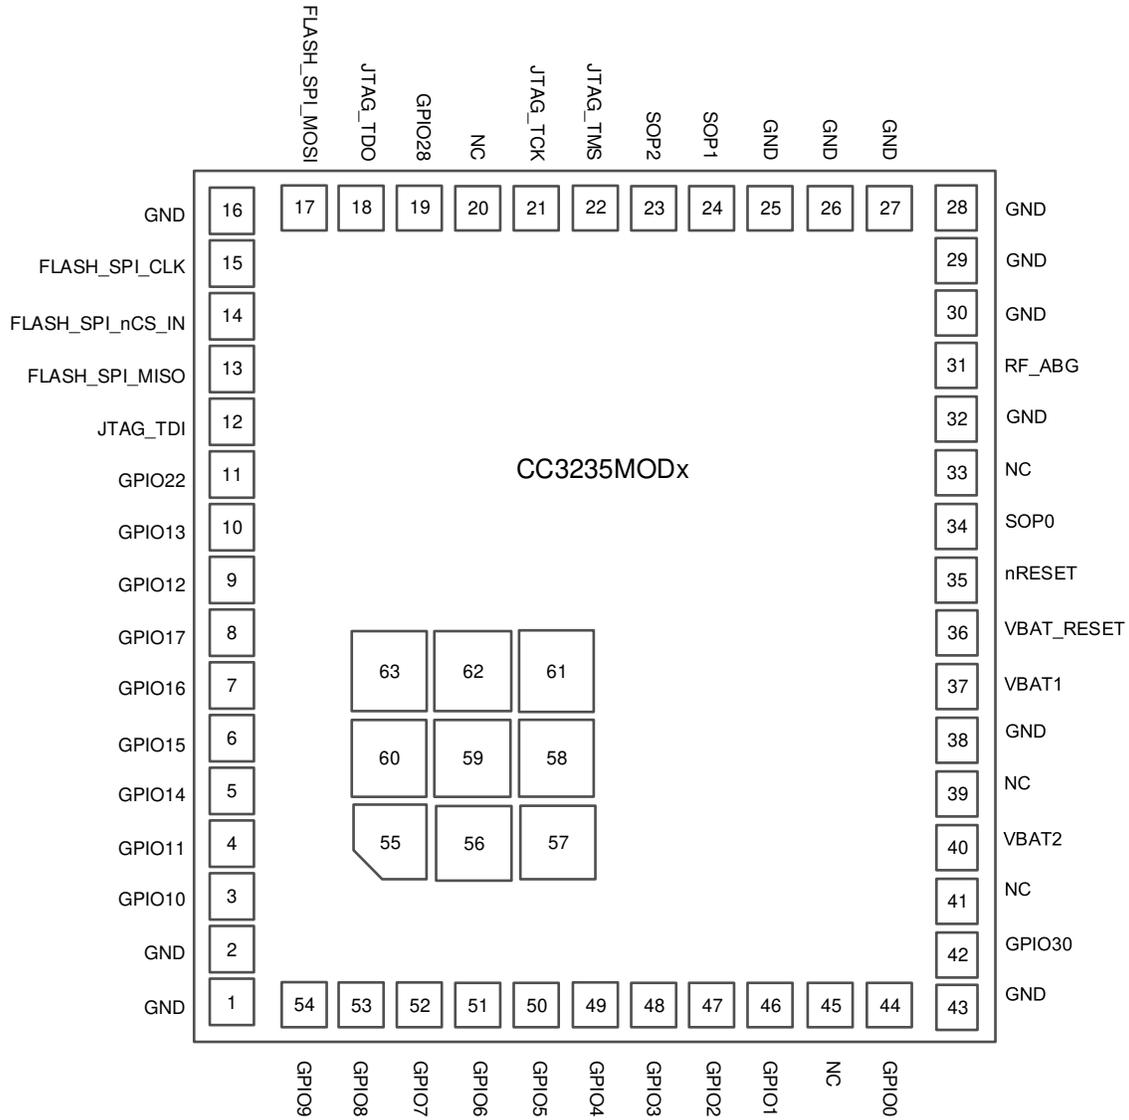 FLASH_SPI_MOSI
JTAG_TDO
GPIO28
NC
JTAG_TCK
JTAG_TMS
SOP2
SOP1
GND
GND
GND
GND 16 17 18 19 20 21 22 23 24 25 26 27 28 GND
FLASH_SPI_CLK 15 29 GND
FLASH_SPI_nCS_IN 14 30 GND
FLASH_SPI_MISO 13 31 RF_ABG
JTAG_TDI 12 32 GND
CC3235MODx
GPIO22 11 33 NC
GPIO13 10 34 SOP0
GPIO12 9 35 nRESET
GPIO17 8 36 VBAT_RESET
GPIO16 7 63 62 61 37 VBAT1
GPIO15 6 60 59 58 38 GND
GPIO14 5 39 NC
GPIO11 4 55 56 57 40 VBAT2
GPIO10 3 41 NC
GND 2 42 GPIO30
GND 1 54 53 52 51 50 49 48 47 46 45 44 43 GND
GPIO9
GPIO8
GPIO7
GPIO6
GPIO5
GPIO4
GPIO3
GPIO2
GPIO1
NC
GPIO0